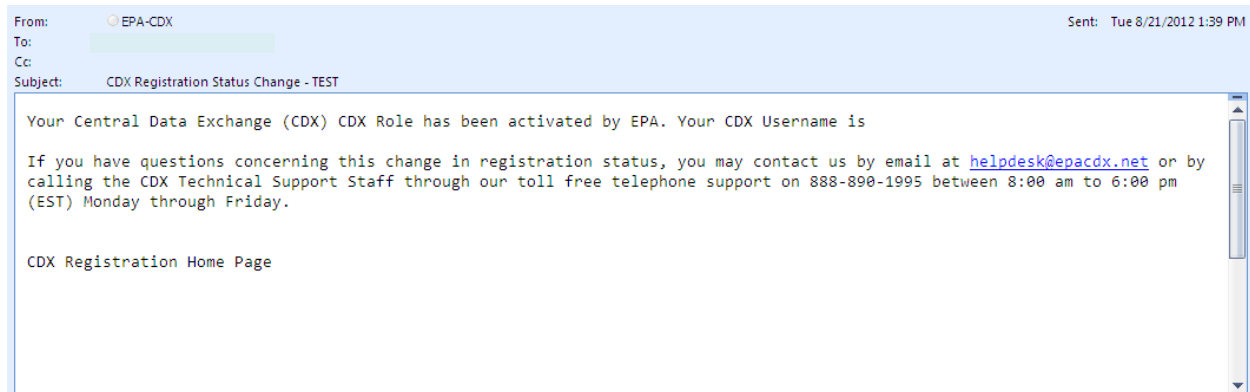 From: EPA-CDX Sent: Tue 8/21/2012 1:39 PM
To:
Cc:
Subject: CDX Registration Status Change - TEST
Your Central Data Exchange (CDX) CDX Role has been activated by EPA. Your CDX Username is
If you have questions concerning this change in registration status, you may contact us by email at helpdesk@epacdx.net or by
calling the CDX Technical Support Staff through our toll free telephone support on 888-890-1995 between 8:00 am to 6:00 pm
(EST) Monday through Friday.
CDX Registration Home Page